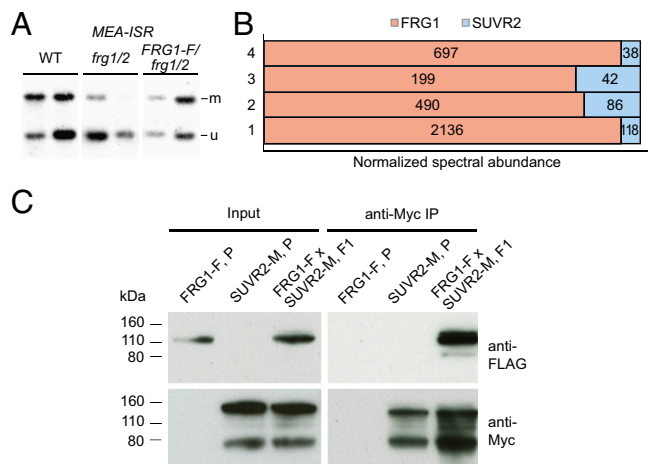 A
MEA-ISR
WT frg1/2 FRG1-F/ frg1/2
-m
-u
B
FRG1 SUVR2
4 697 38
3 199 42
2 490 86
1 2136 118
Normalized spectral abundance
C
Input anti-Myc IP
FRG1-F, P SUVR2-M, P FRG1-F x SUVR2-M, F1 FRG1-F, P SUVR2-M, P FRG1-F x SUVR2-M, F1
kDa
160
110
80
anti-FLAG
160
110
80
anti-Myc